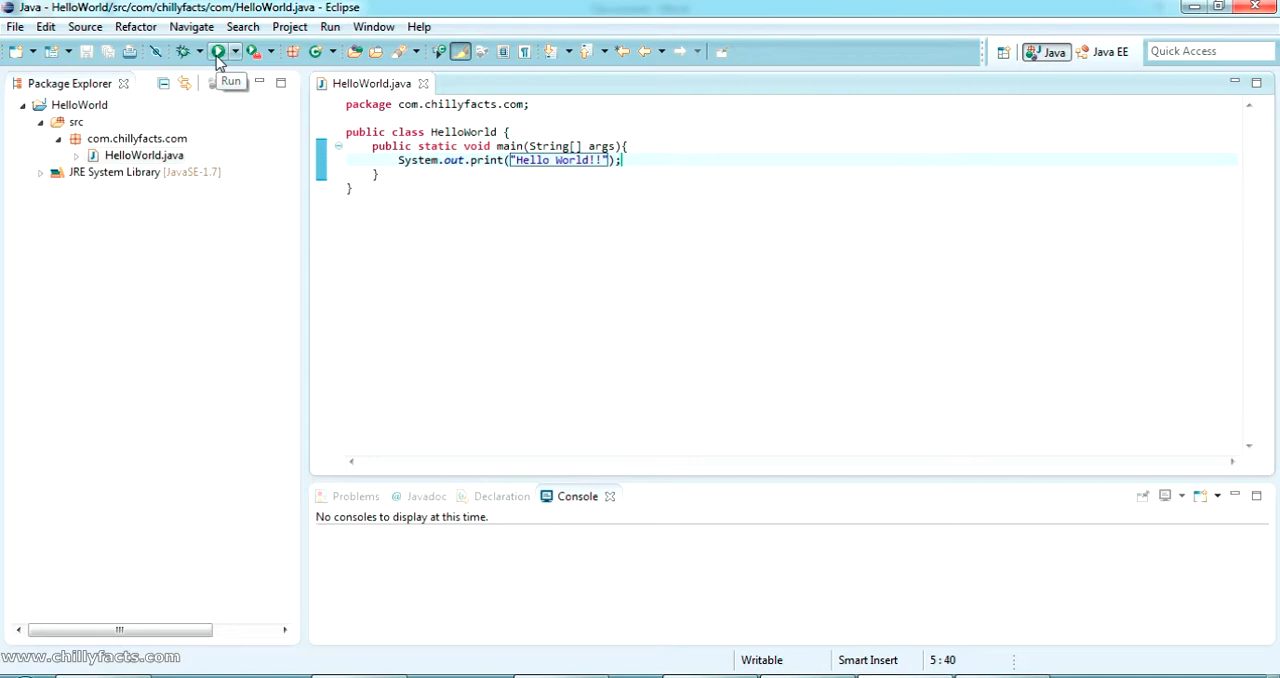 Java - HelloWorld/src/com/chillyfacts/com/HelloWorld.java - Eclipse
File Edit Source Refactor Navigate Search Project Run Window Help
Java Java EE Quick Access
Run
Package Explorer
HelloWorld
src
com.chillyfacts.com
HelloWorld.java
JRE System Library [JavaSE-1.7]
HelloWorld.java
package com.chillyfacts.com;
public class HelloWorld {
public static void main(String[] args){
System.out.print("Hello World!!");
}
}
Problems @ Javadoc Declaration Console
No consoles to display at this time.
www.chillyfacts.com
Writable Smart Insert 5 : 40